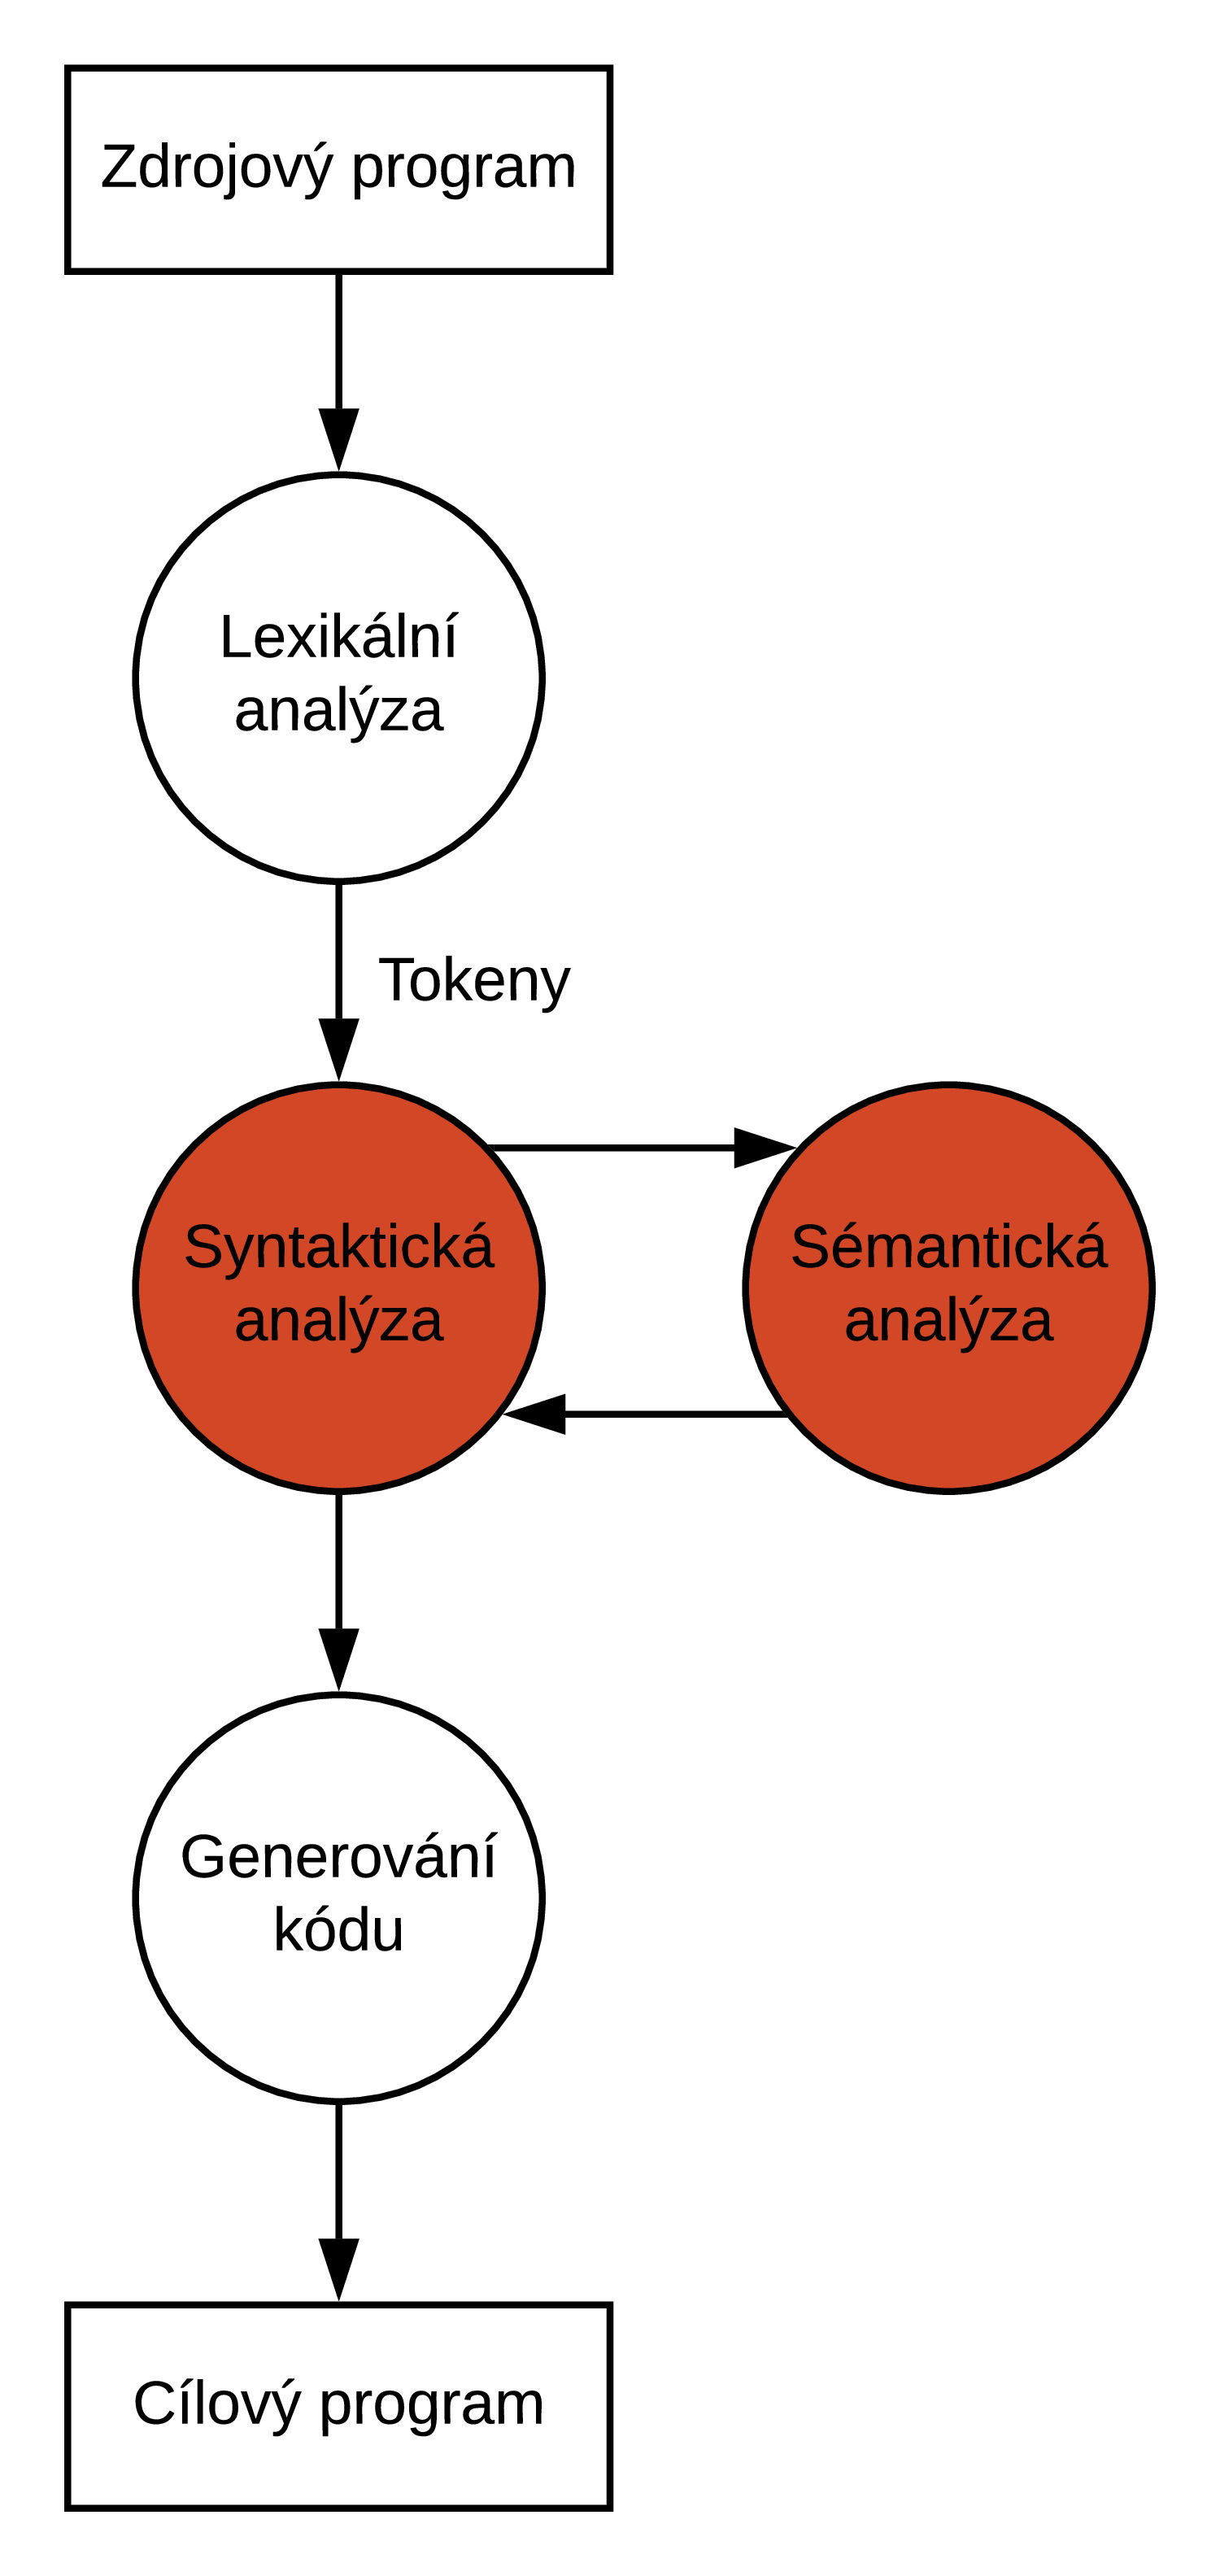 Zdrojový program
Lexikální
analýza
Tokeny
Syntaktická
analýza
Sémantická
analýza
Generování
kódu
Cílový program